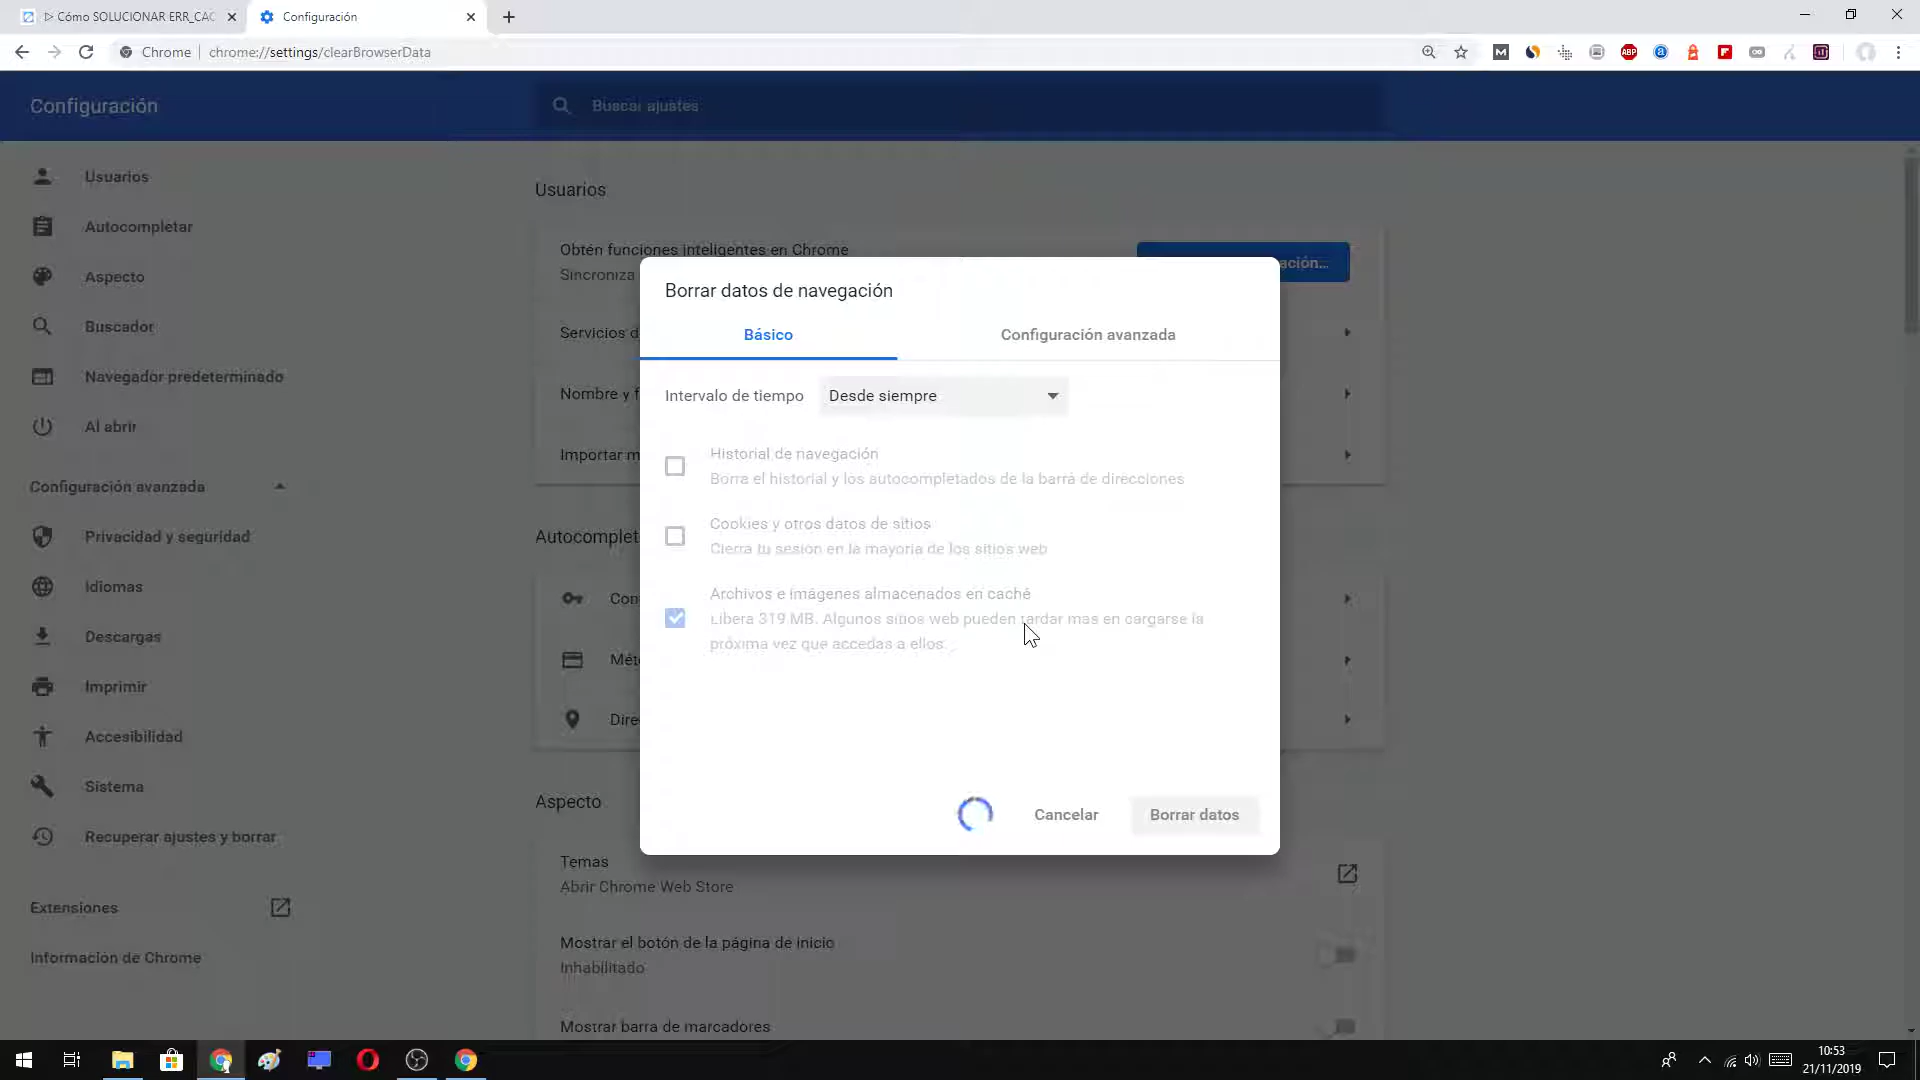 ▷ Cómo SOLUCIONAR ERR_CAC
Configuración
Chrome
chrome://settings/clearBrowserData
Configuración
Buscar ajustes
Usuarios
Autocompletar
Aspecto
Buscador
Navegador predeterminado
Al abrir
Configuración avanzada
Privacidad y seguridad
Idiomas
Descargas
Imprimir
Accesibilidad
Sistema
Recuperar ajustes y borrar
Extensiones
Información de Chrome
Usuarios
Obtén funciones inteligentes en Chrome
Sincroniza
ación...
Servicios d
Nombre y f
Importar m
Autocomplet
Con
Mét
Dire
Aspecto
Temas
Abrir Chrome Web Store
Mostrar el botón de la página de inicio
Inhabilitado
Mostrar barra de marcadores
Borrar datos de navegación
Básico
Configuración avanzada
Intervalo de tiempo
Desde siempre
Historial de navegación
Borra el historial y los autocompletados de la barra de direcciones
Cookies y otros datos de sitios
Cierra tu sesión en la mayoría de los sitios web
Archivos e imágenes almacenados en caché
Libera 319 MB. Algunos sitios web pueden tardar más en cargarse la
próxima vez que accedas a ellos.
Cancelar
Borrar datos
ABP
10:53
21/11/2019